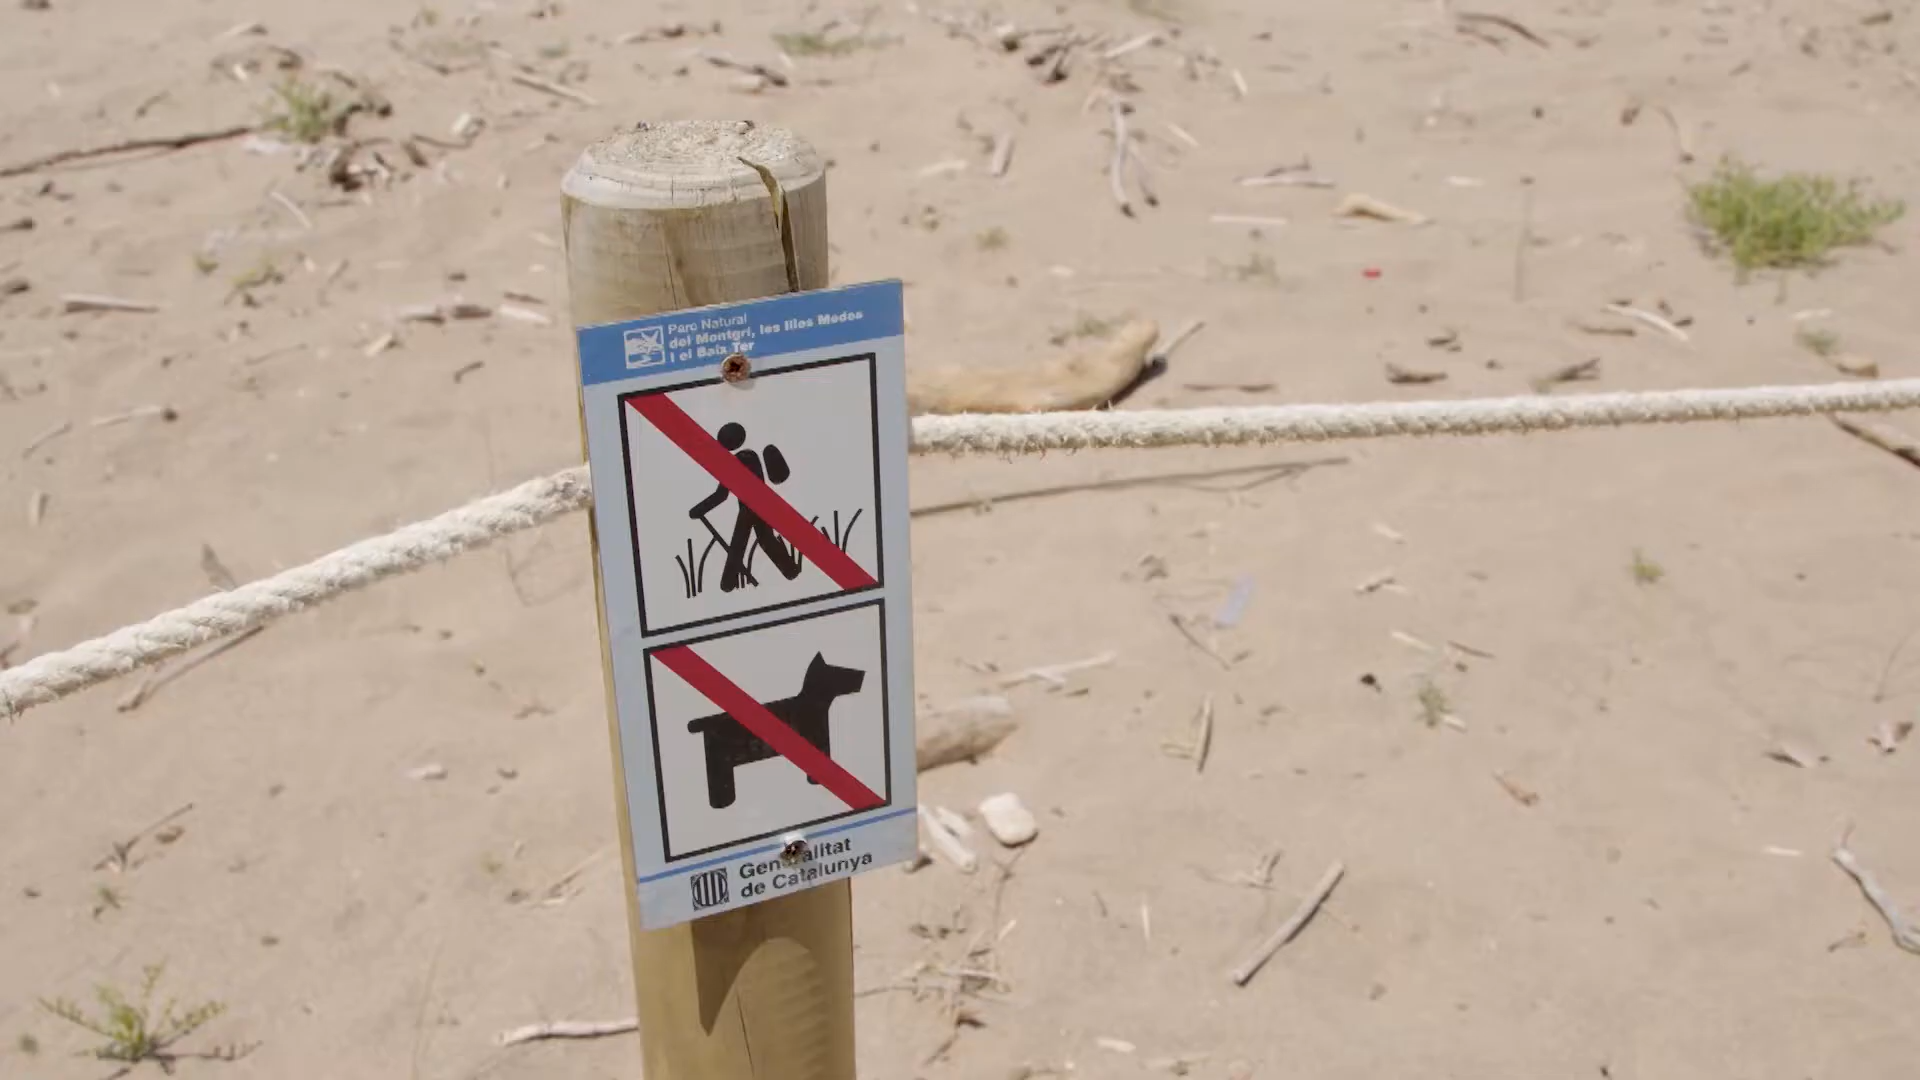 Parc Natural
del Montgrí, les Illes Medes
i el Baix Ter
Generalitat
de Catalunya